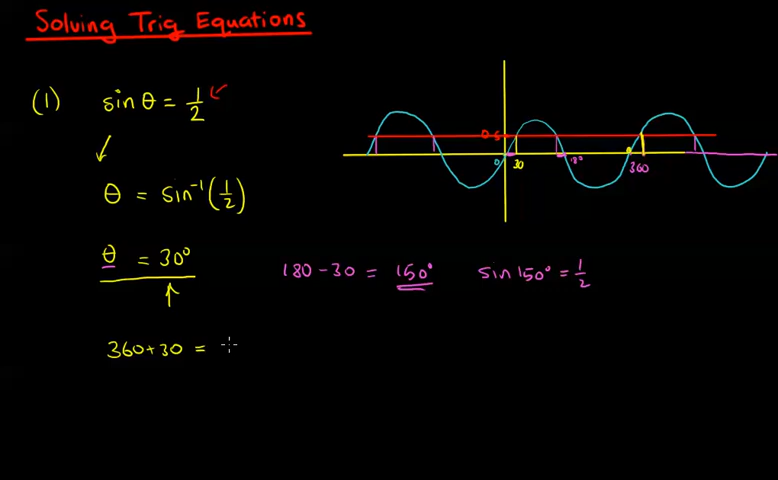 Solving Trig Equations
(1) sin θ = 1/2
θ = sin⁻¹(1/2)
θ = 30°
180 - 30 = 150°
sin 150° = 1/2
360 + 30 =
0.5
0
30
180
360